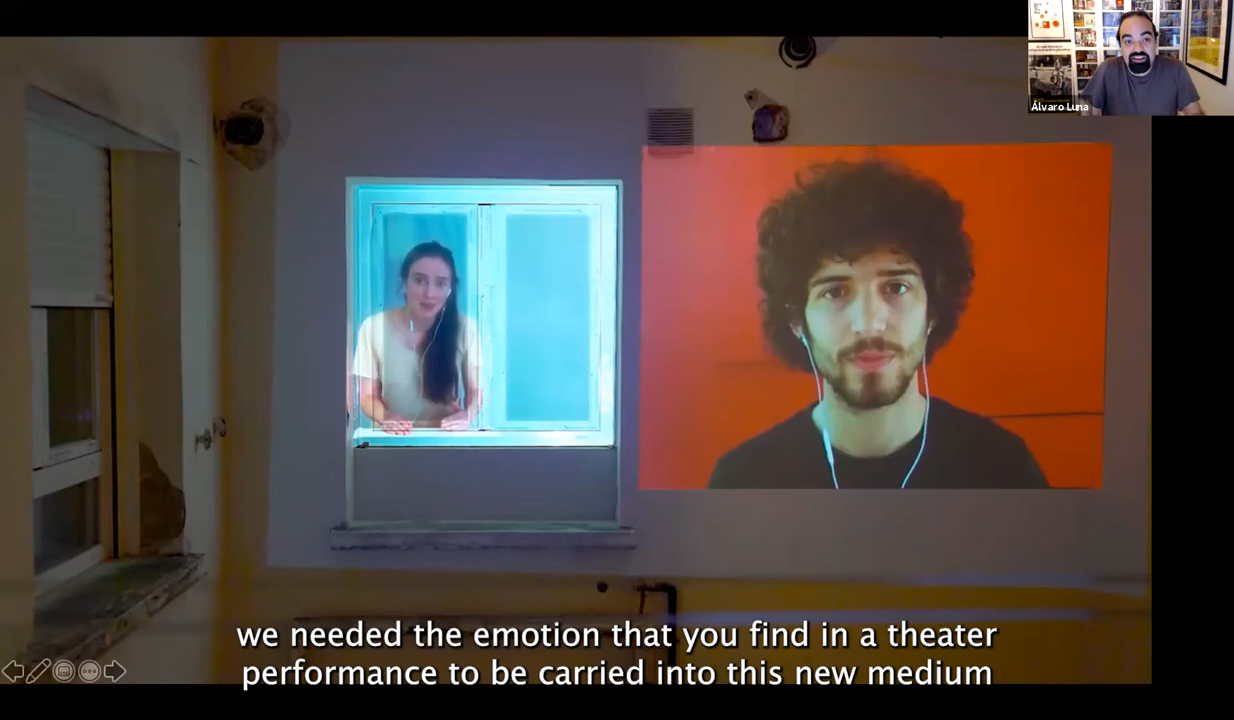 Álvaro Luna
we needed the emotion that you find in a theater
performance to be carried into this new medium